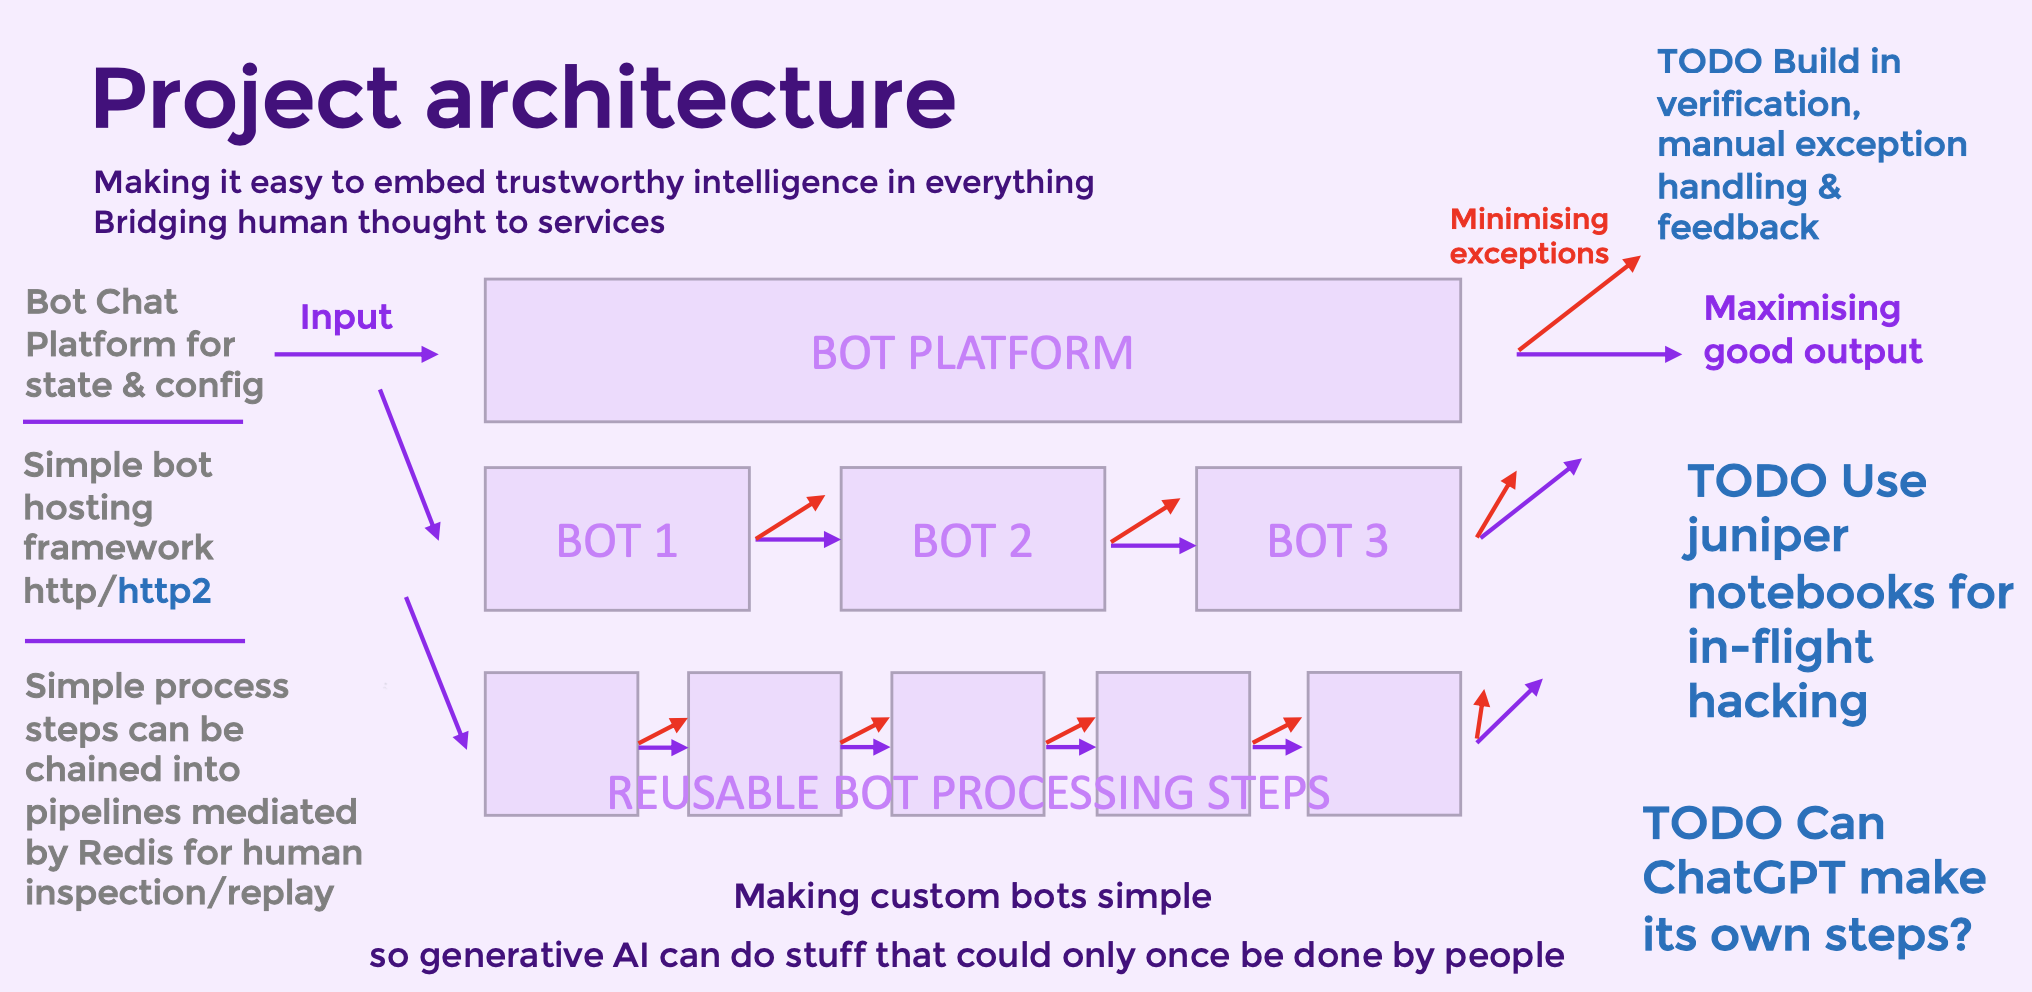 Project architecture
Making it easy to embed trustworthy intelligence in everything
Bridging human thought to services
TODO Build in
verification,
manual exception
handling &
feedback
Minimising
exceptions
Bot Chat
Platform for
state & config
Input
BOT PLATFORM
Maximising
good output
Simple bot
hosting
framework
http/http2
BOT 1
BOT 2
BOT 3
TODO Use
juniper
notebooks for
in-flight
hacking
Simple process
steps can be
chained into
pipelines mediated
by Redis for human
inspection/replay
REUSABLE BOT PROCESSING STEPS
TODO Can
ChatGPT make
its own steps?
Making custom bots simple
so generative AI can do stuff that could only once be done by people